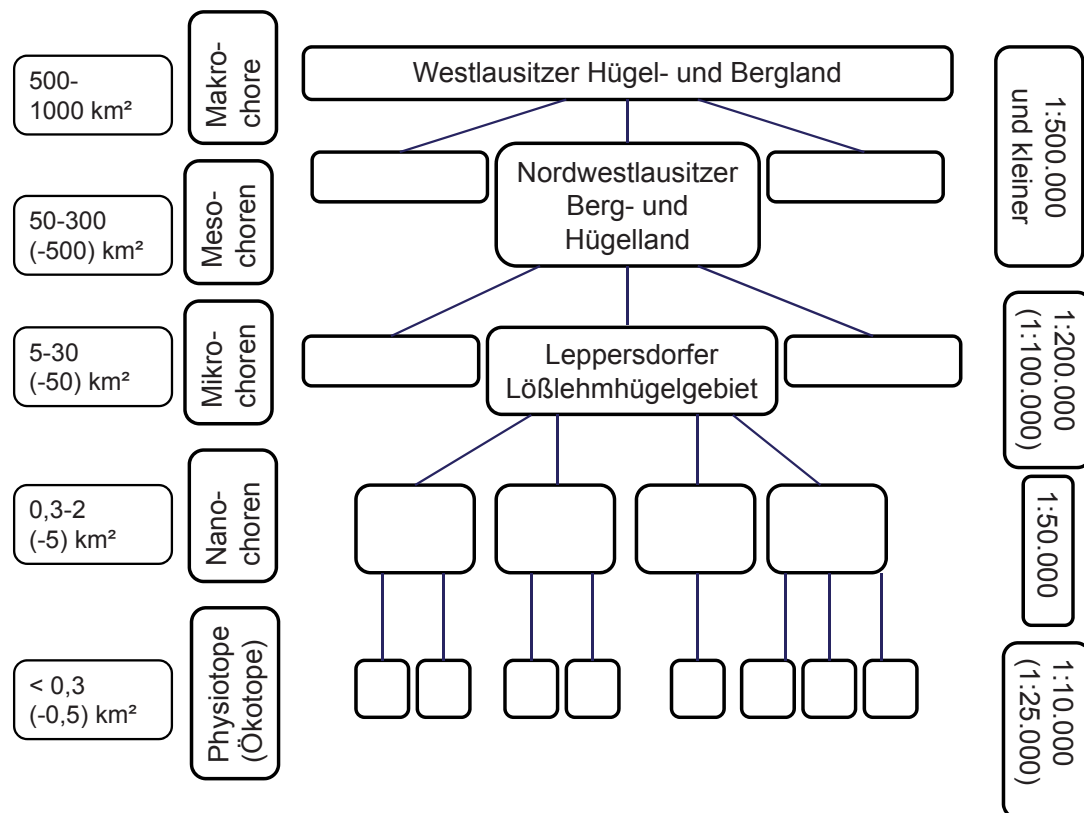 500-
1000 km²
Makro-
chore
Westlausitzer Hügel- und Bergland
1:500.000
und kleiner
50-300
(-500) km²
Meso-
choren
Nordwestlausitzer
Berg- und
Hügelland
5-30
(-50) km²
Mikro-
choren
Leppersdorfer
Lößlehmhügelgebiet
1:200.000
(1:100.000)
0,3-2
(-5) km²
Nano-
choren
1:50.000
< 0,3
(-0,5) km²
Physiotope
(Ökotope)
1:10.000
(1:25.000)